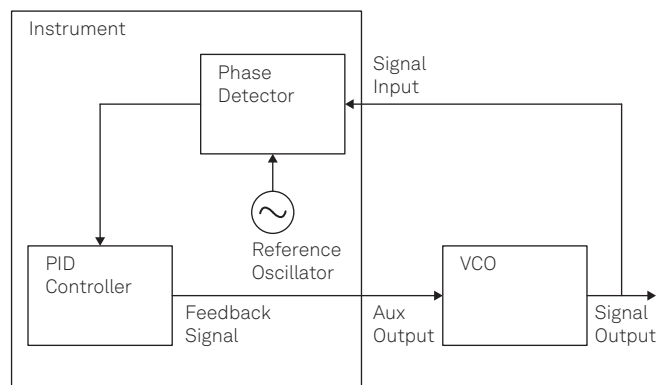 Instrument
Phase
Detector
Signal
Input
Reference
Oscillator
PID
Controller
VCO
Feedback
Signal
Aux
Output
Signal
Output